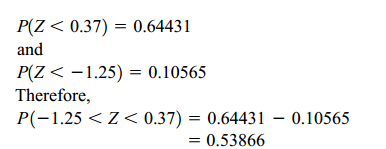 P(Z < 0.37) = 0.64431
and
P(Z < −1.25) = 0.10565
Therefore,
P(−1.25 < Z < 0.37) = 0.64431 − 0.10565
= 0.53866